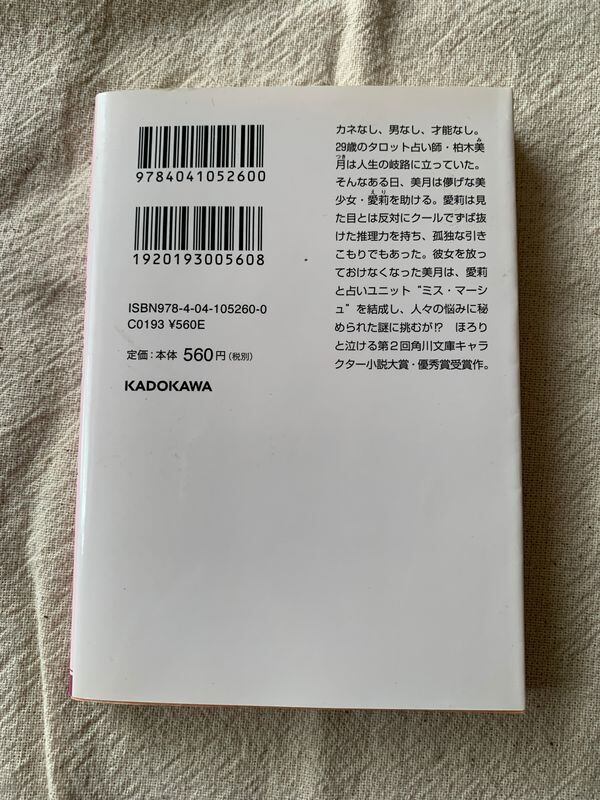 9784041052600
1920193005608
ISBN978-4-04-105260-0
C0193 ¥560E
定価:本体 560円(税別)
KADOKAWA
カネなし、男なし、才能なし。
29歳のタロット占い師・柏木美
月は人生の岐路に立っていた。
そんなある日、美月は儚げな美
少女・愛莉を助ける。愛莉は見
た目とは反対にクールでずば抜
けた推理力を持ち、孤独な引き
こもりでもあった。彼女を放って
おけなくなった美月は、愛莉
と占いユニット“ミス・マーシ
ュ”を結成し、人々の悩みに秘
められた謎に挑むが!? ほろり
と泣ける第2回角川文庫キャラ
クター小説大賞・優秀賞受賞作。